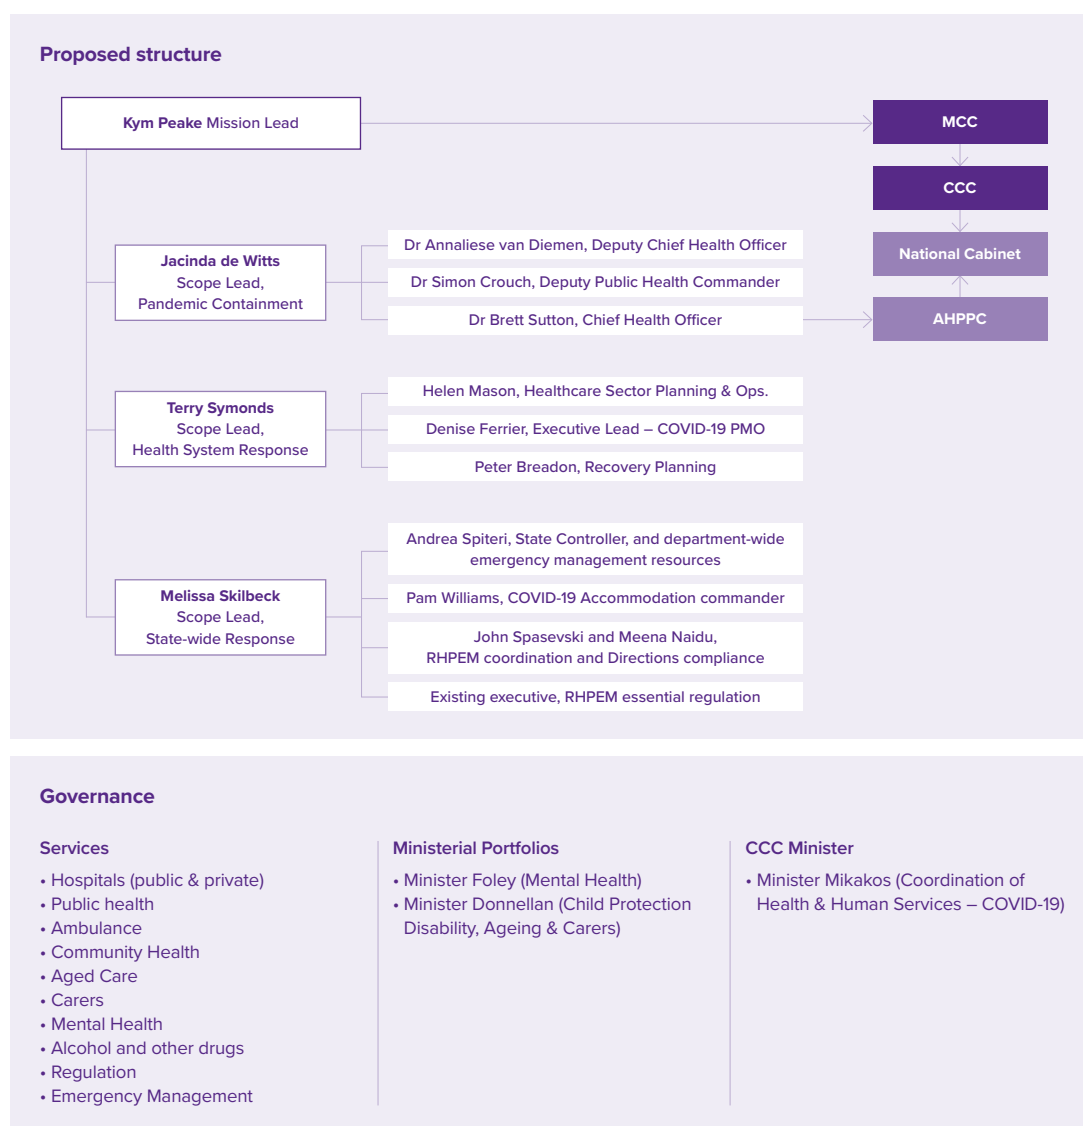 Proposed structure
Kym Peake Mission Lead
MCC
CCC
National Cabinet
AHPPC
Jacinda de Witts
Scope Lead,
Pandemic Containment
Dr Annaliese van Diemen, Deputy Chief Health Officer
Dr Simon Crouch, Deputy Public Health Commander
Dr Brett Sutton, Chief Health Officer
Terry Symonds
Scope Lead,
Health System Response
Helen Mason, Healthcare Sector Planning & Ops.
Denise Ferrier, Executive Lead – COVID-19 PMO
Peter Breadon, Recovery Planning
Melissa Skilbeck
Scope Lead,
State-wide Response
Andrea Spiteri, State Controller, and department-wide
emergency management resources
Pam Williams, COVID-19 Accommodation commander
John Spasevski and Meena Naidu,
RHPEM coordination and Directions compliance
Existing executive, RHPEM essential regulation
Governance
Services
• Hospitals (public & private)
• Public health
• Ambulance
• Community Health
• Aged Care
• Carers
• Mental Health
• Alcohol and other drugs
• Regulation
• Emergency Management
Ministerial Portfolios
• Minister Foley (Mental Health)
• Minister Donnellan (Child Protection
Disability, Ageing & Carers)
CCC Minister
• Minister Mikakos (Coordination of
Health & Human Services – COVID-19)